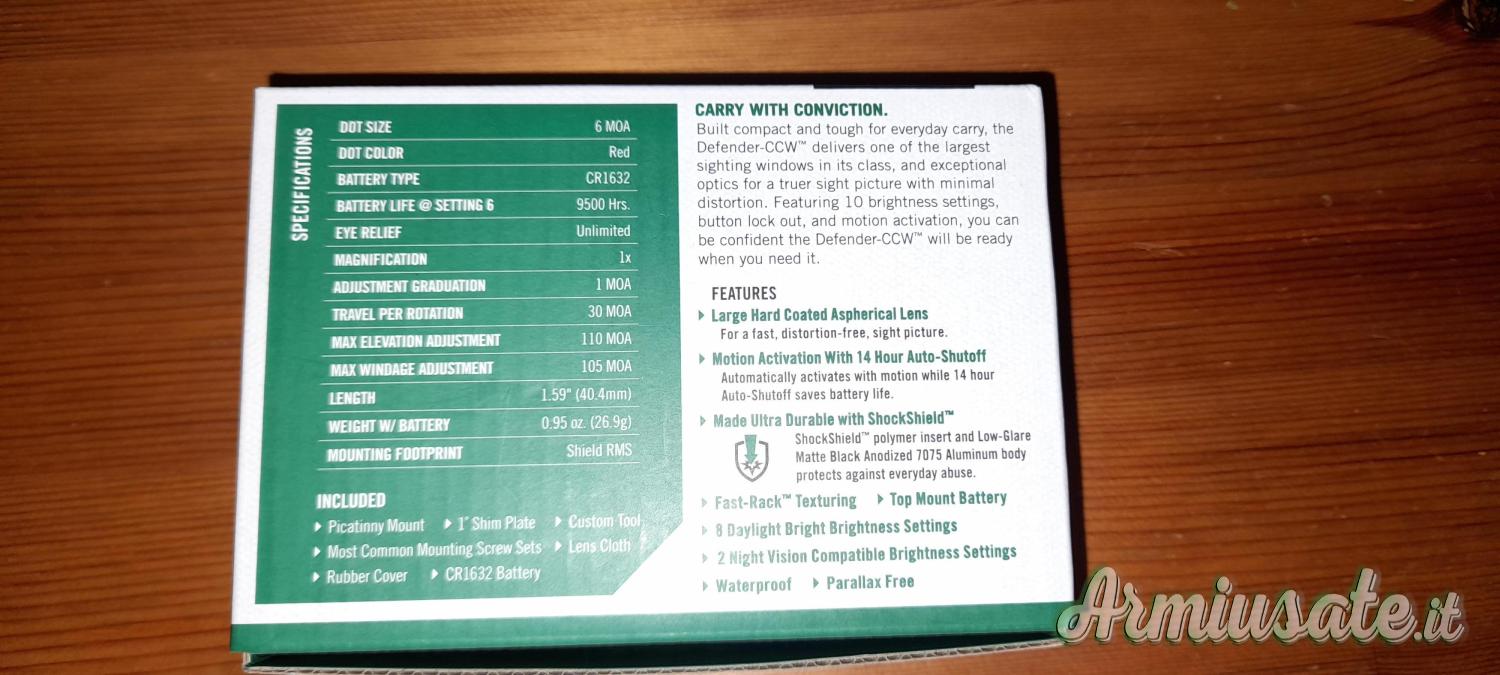 SPECIFICATIONS
DOT SIZE 6 MOA
DOT COLOR Red
BATTERY TYPE CR1632
BATTERY LIFE @ SETTING 6 9500 Hrs.
EYE RELIEF Unlimited
MAGNIFICATION 1x
ADJUSTMENT GRADUATION 1 MOA
TRAVEL PER ROTATION 30 MOA
MAX ELEVATION ADJUSTMENT 110 MOA
MAX WINDAGE ADJUSTMENT 105 MOA
LENGTH 1.59" (40.4mm)
WEIGHT W/ BATTERY 0.95 oz. (26.9g)
MOUNTING FOOTPRINT Shield RMS
INCLUDED
Picatinny Mount 1° Shim Plate Custom Tool
Most Common Mounting Screw Sets Lens Cloth
Rubber Cover CR1632 Battery
CARRY WITH CONVICTION.
Built compact and tough for everyday carry, the
Defender-CCW™ delivers one of the largest
sighting windows in its class, and exceptional
optics for a truer sight picture with minimal
distortion. Featuring 10 brightness settings,
button lock out, and motion activation, you can
be confident the Defender-CCW™ will be ready
when you need it.
FEATURES
Large Hard Coated Aspherical Lens
For a fast, distortion-free, sight picture.
Motion Activation With 14 Hour Auto-Shutoff
Automatically activates with motion while 14 hour
Auto-Shutoff saves battery life.
Made Ultra Durable with ShockShield™
ShockShield™ polymer insert and Low-Glare
Matte Black Anodized 7075 Aluminum body
protects against everyday abuse.
Fast-Rack™ Texturing Top Mount Battery
8 Daylight Bright Brightness Settings
2 Night Vision Compatible Brightness Settings
Waterproof Parallax Free
Armiusate.it